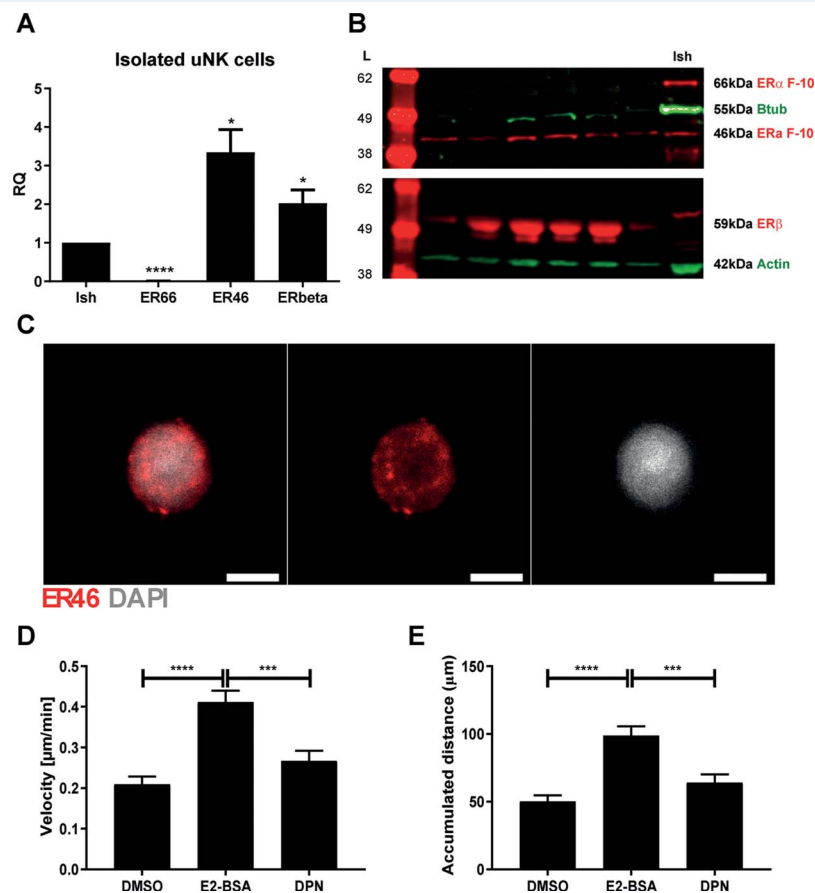 A
Isolated uNK cells
RQ
5
4
3
2
1
0
*
*
****
Ish ER66 ER46 ERbeta
B
L Ish
62
49
38
66kDa ERα F-10
55kDa Btub
46kDa ERa F-10
62
49
38
59kDa ERβ
42kDa Actin
C
ER46 DAPI
D
Velocity [µm/min]
0.5
0.4
0.3
0.2
0.1
0.0
**** ***
DMSO E2-BSA DPN
E
Accumulated distance (µm)
150
100
50
0
**** ***
DMSO E2-BSA DPN